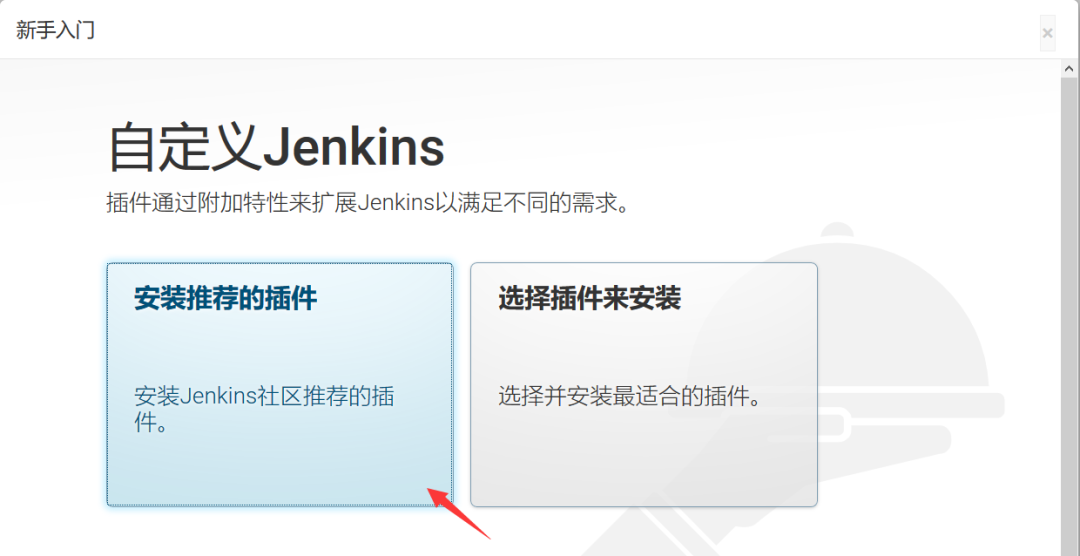 新手入门
×
自定义Jenkins
插件通过附加特性来扩展Jenkins以满足不同的需求。
安装推荐的插件
选择插件来安装
安装Jenkins社区推荐的插
件。
选择并安装最适合的插件。